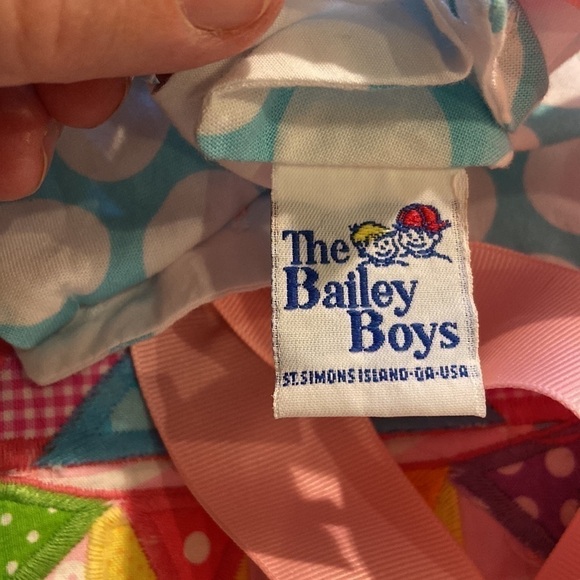 The
Bailey
Boys
ST. SIMONS ISLAND-GA-USA